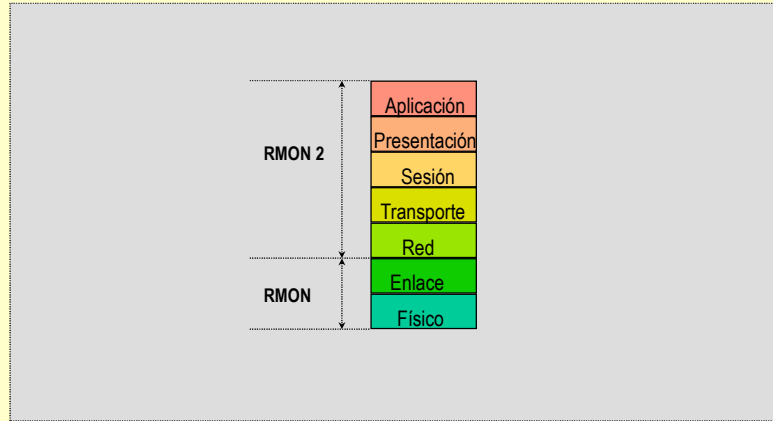 Aplicación
Presentación
RMON 2
Sesión
Transporte
Red
Enlace
RMON
Físico